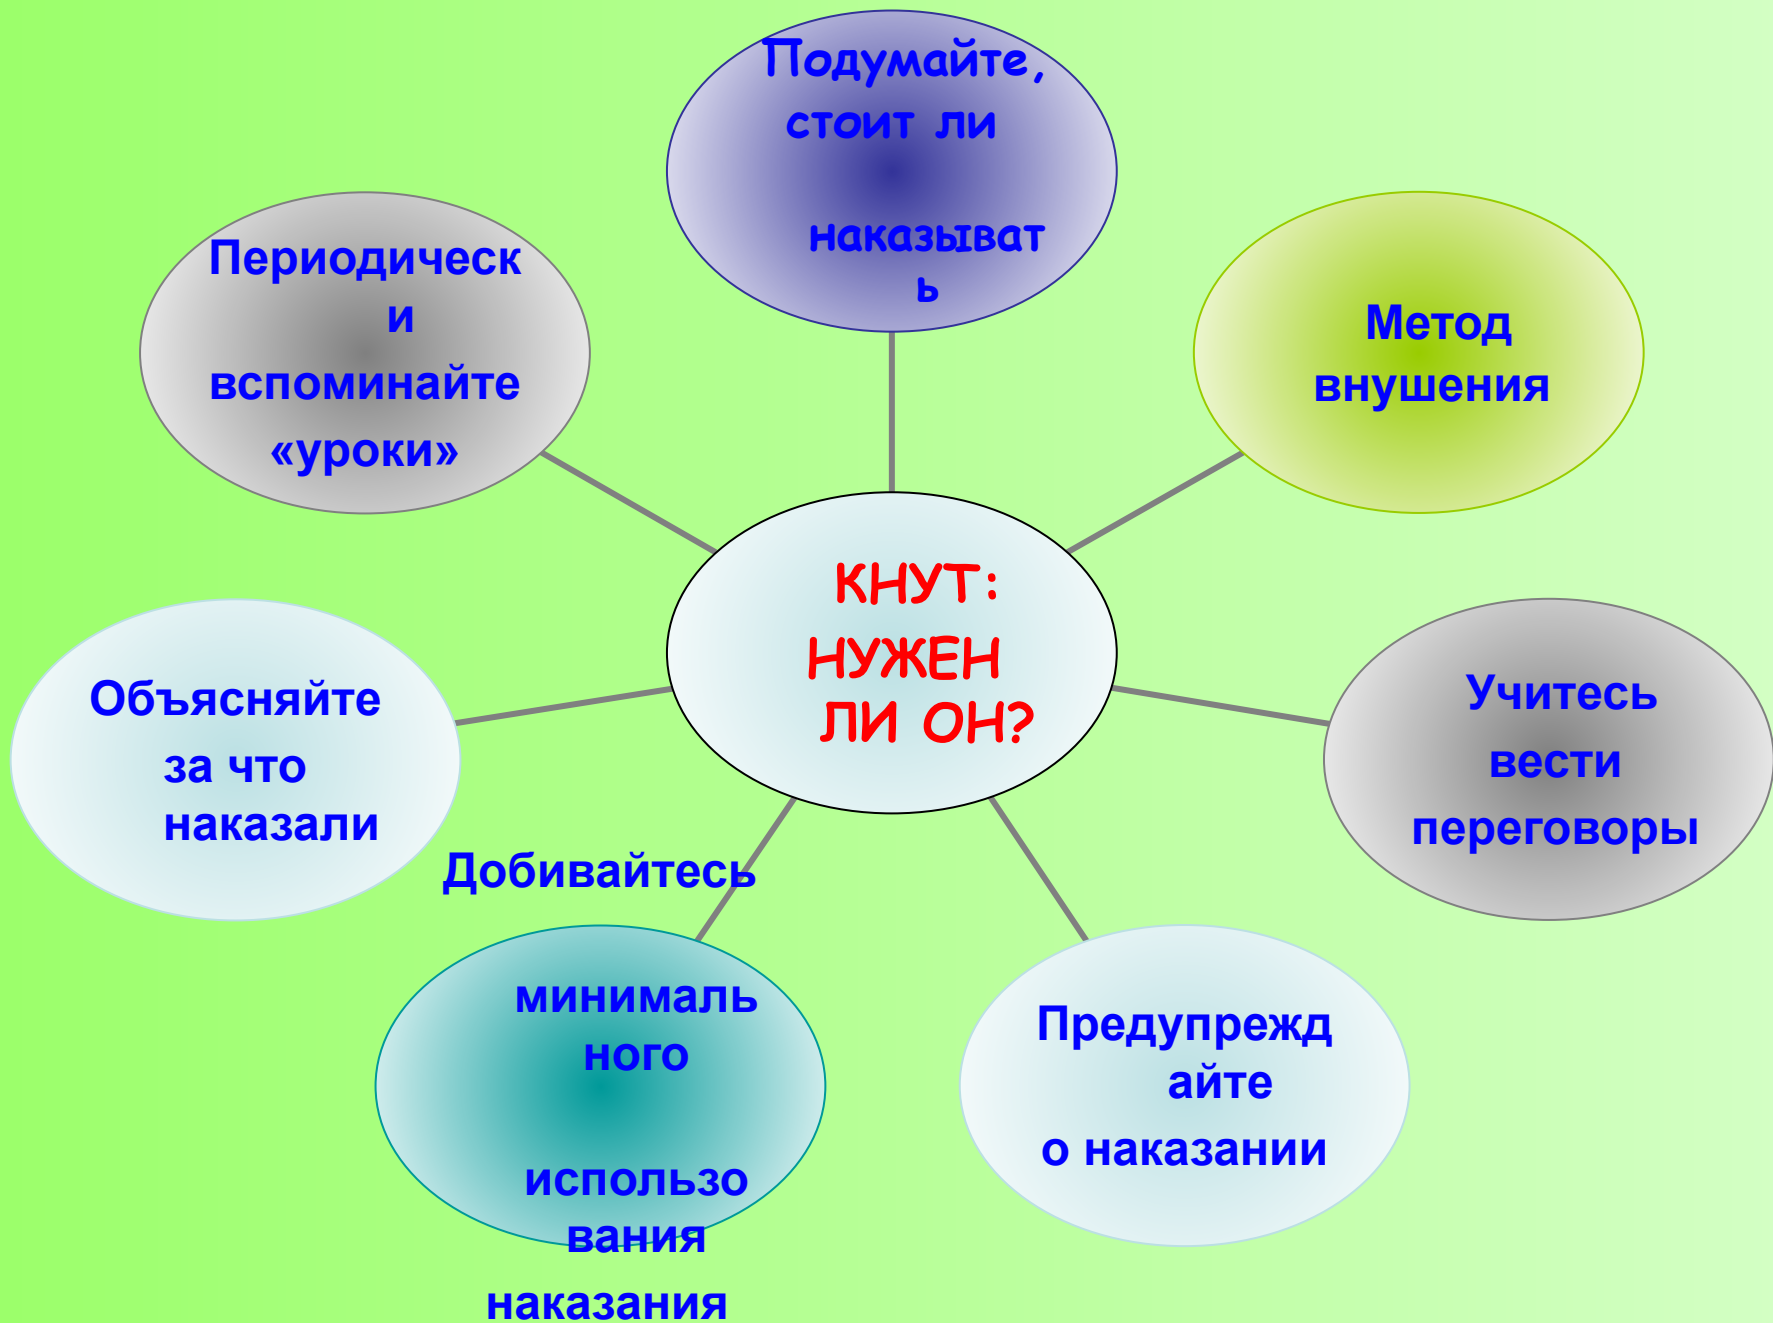 Подумайте,
стоит ли
наказыват
ь
Метод
внушения
Учитесь
вести
переговоры
Предупрежд
айте
о наказании
Добивайтесь
минималь
ного
использо
вания
наказания
Объясняйте
за что
наказали
Периодическ
и
вспоминайте
«уроки»
КНУТ:
НУЖЕН
ЛИ ОН?